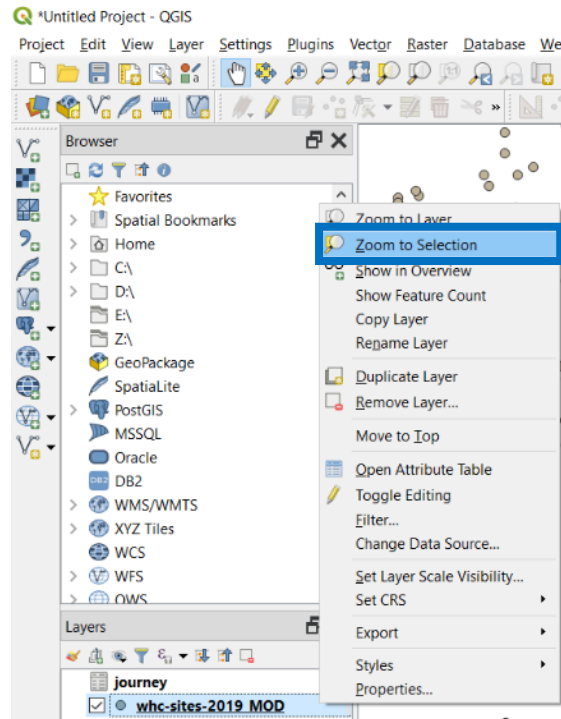 *Untitled Project - QGIS
Project Edit View Layer Settings Plugins Vector Raster Database We
Browser
Favorites
Spatial Bookmarks
Home
C:\
D:\
E:\
Z:\
GeoPackage
SpatiaLite
PostGIS
MSSQL
Oracle
DB2 DB2
WMS/WMTS
XYZ Tiles
WCS
WFS
OWS
Zoom to Layer
Zoom to Selection
Show in Overview
Show Feature Count
Copy Layer
Rename Layer
Duplicate Layer
Remove Layer...
Move to Top
Open Attribute Table
Toggle Editing
Filter...
Change Data Source...
Set Layer Scale Visibility...
Set CRS
Export
Styles
Properties...
Layers
journey
whc-sites-2019_MOD